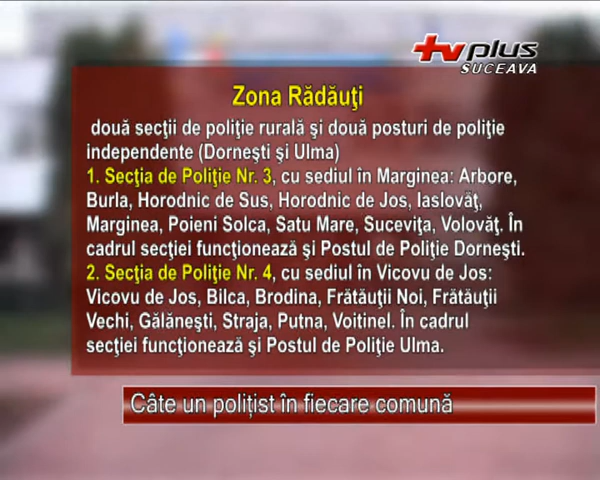 tvplus
SUCEAVA
Zona Rădăuţi
două secţii de poliţie rurală şi două posturi de poliţie
independente (Dorneşti şi Ulma)
1. Secţia de Poliţie Nr. 3, cu sediul în Marginea: Arbore,
Burla, Horodnic de Sus, Horodnic de Jos, Iaslovăţ,
Marginea, Poieni Solca, Satu Mare, Suceviţa, Volovăţ. În
cadrul secţiei funcţionează şi Postul de Poliţie Dorneşti.
2. Secţia de Poliţie Nr. 4, cu sediul în Vicovu de Jos:
Vicovu de Jos, Bilca, Brodina, Frătăuţii Noi, Frătăuţii
Vechi, Gălăneşti, Straja, Putna, Voitinel. În cadrul
secţiei funcţionează şi Postul de Poliţie Ulma.
Câte un polițist în fiecare comună